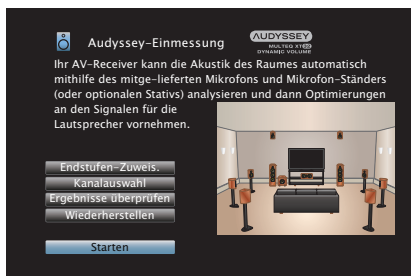 Audyssey-Einmessung
AUDYSSEY
MULTEQ XT32
DYNAMIC VOLUME
Ihr AV-Receiver kann die Akustik des Raumes automatisch
mithilfe des mitge-lieferten Mikrofons und Mikrofon-Ständers
(oder optionalen Stativs) analysieren und dann Optimierungen
an den Signalen für die
Lautsprecher vornehmen.
Endstufen-Zuweis.
Kanalauswahl
Ergebnisse überprüfen
Wiederherstellen
Starten